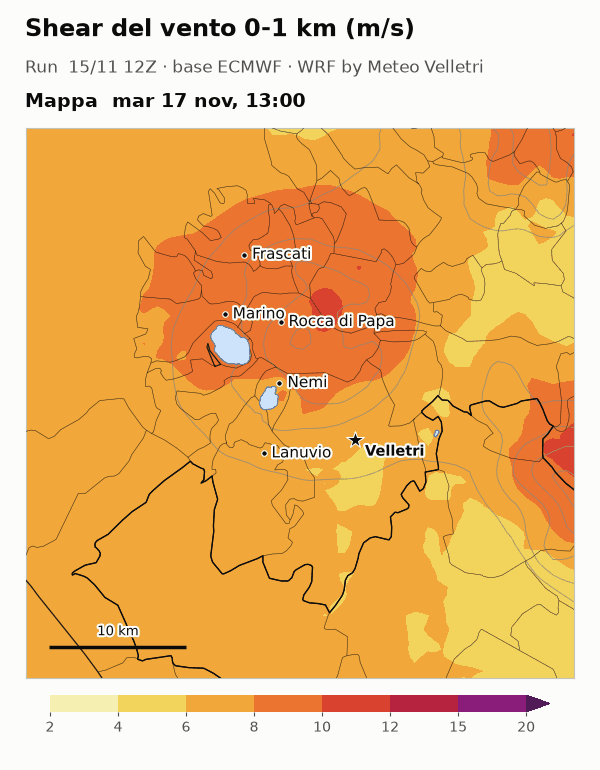 Shear del vento 0-1 km (m/s)
Run  15/11 12Z · base ECMWF · WRF by Meteo Velletri
Mappa  mar 17 nov, 13:00
Frascati
Marino
Rocca di Papa
Nemi
Velletri
Lanuvio
10 km
2 4 6 8 10 12 15 20